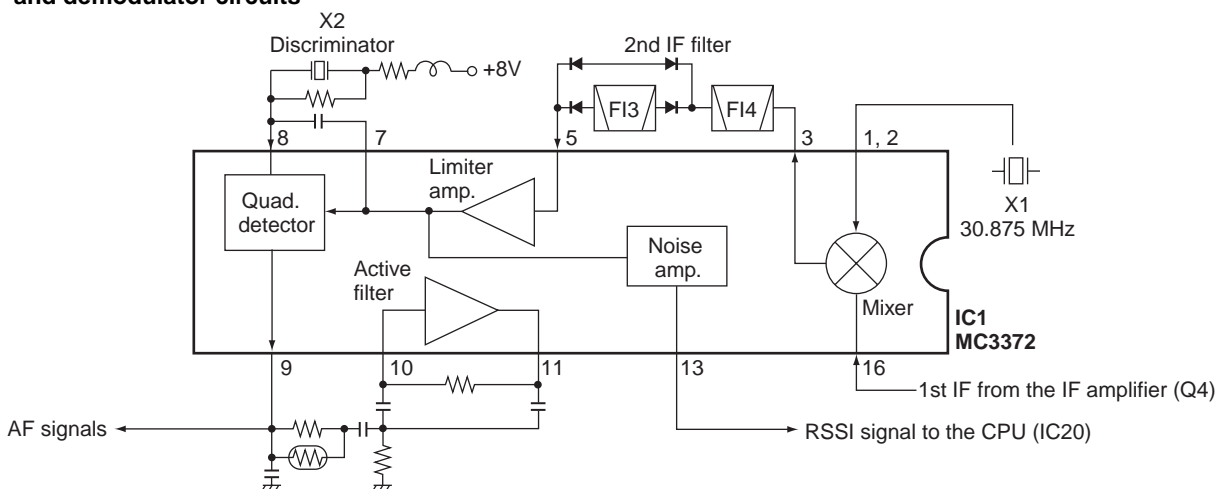 and demodulator circuits
X2
Discriminator
+8V
2nd IF filter
FI3
FI4
8
7
5
3
1, 2
X1
30.875 MHz
Quad.
detector
Limiter
amp.
Noise
amp.
Active
filter
Mixer
IC1
MC3372
9
10
11
13
16
1st IF from the IF amplifier (Q4)
AF signals
RSSI signal to the CPU (IC20)